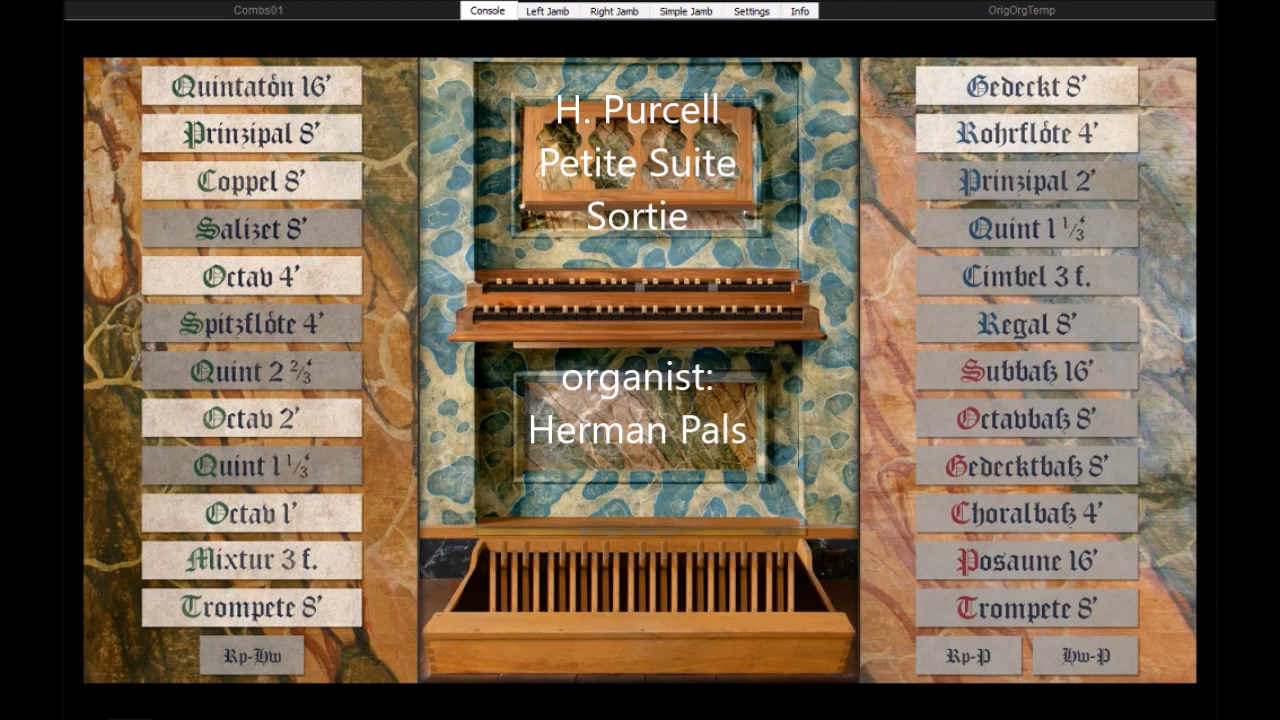 Combs01
Console
Left Jamb
Right Jamb
Simple Jamb
Settings
Info
OrigOrgTemp
Quintatón 16'
Prinzipal 8'
Coppel 8'
Salizet 8'
Octav 4'
Spitzflóte 4'
Quint 2 ⅔'
Octav 2'
Quint 1 ⅓'
Octav 1'
Mixtur 3 f.
Trompete 8'
Rp-Hw
H. Purcell
Petite Suite
Sortie
organist:
Herman Pals
Gedeckt 8'
Rohrflóte 4'
Prinzipal 2'
Quint 1 ⅓'
Cimbel 3 f.
Regal 8'
Subbaß 16'
Octavbaß 8'
Gedecktbaß 8'
Choralbaß 4'
Posaune 16'
Trompete 8'
Rp-P
Hw-P